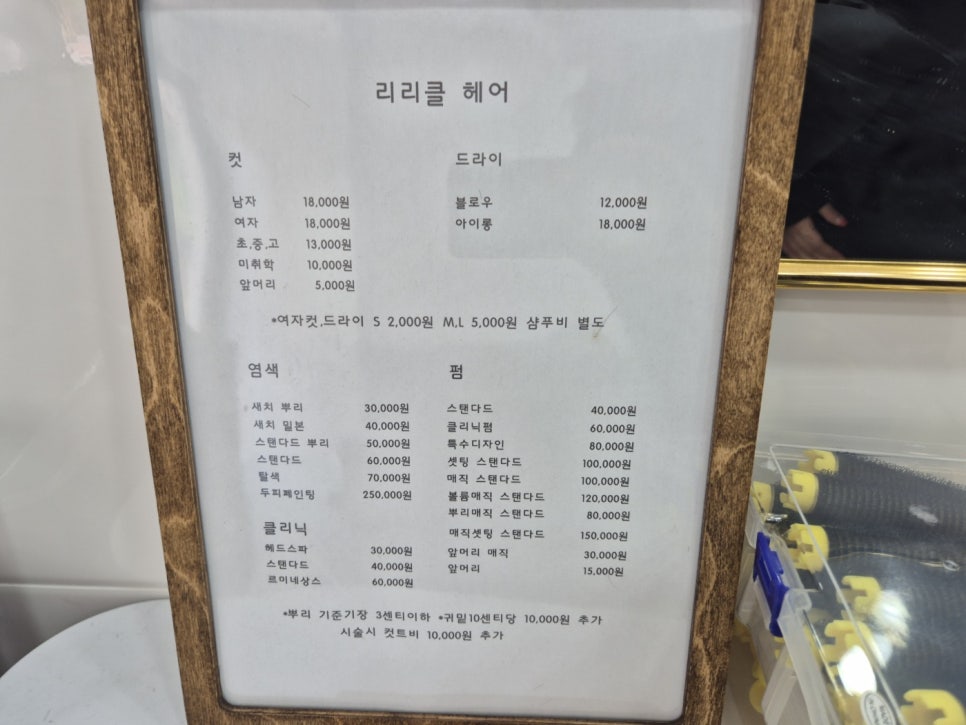 리리클 헤어
컷
남자 18,000원
여자 18,000원
초,중,고 13,000원
미취학 10,000원
앞머리 5,000원
드라이
블로우 12,000원
아이롱 18,000원
*여자컷,드라이 S 2,000원 M,L 5,000원 샴푸비 별도
염색
새치 뿌리 30,000원
새치 밀본 40,000원
스탠다드 뿌리 50,000원
스탠다드 60,000원
탈색 70,000원
두피페인팅 250,000원
클리닉
헤드스파 30,000원
스탠다드 40,000원
르미네상스 60,000원
펌
스탠다드 40,000원
클리닉펌 60,000원
특수디자인 80,000원
셋팅 스탠다드 100,000원
매직 스탠다드 100,000원
볼륨매직 스탠다드 120,000원
뿌리매직 스탠다드 80,000원
매직셋팅 스탠다드 150,000원
앞머리 매직 30,000원
앞머리 15,000원
*뿌리 기준기장 3센티이하 *귀밑10센티당 10,000원 추가
시술시 컷트비 10,000원 추가